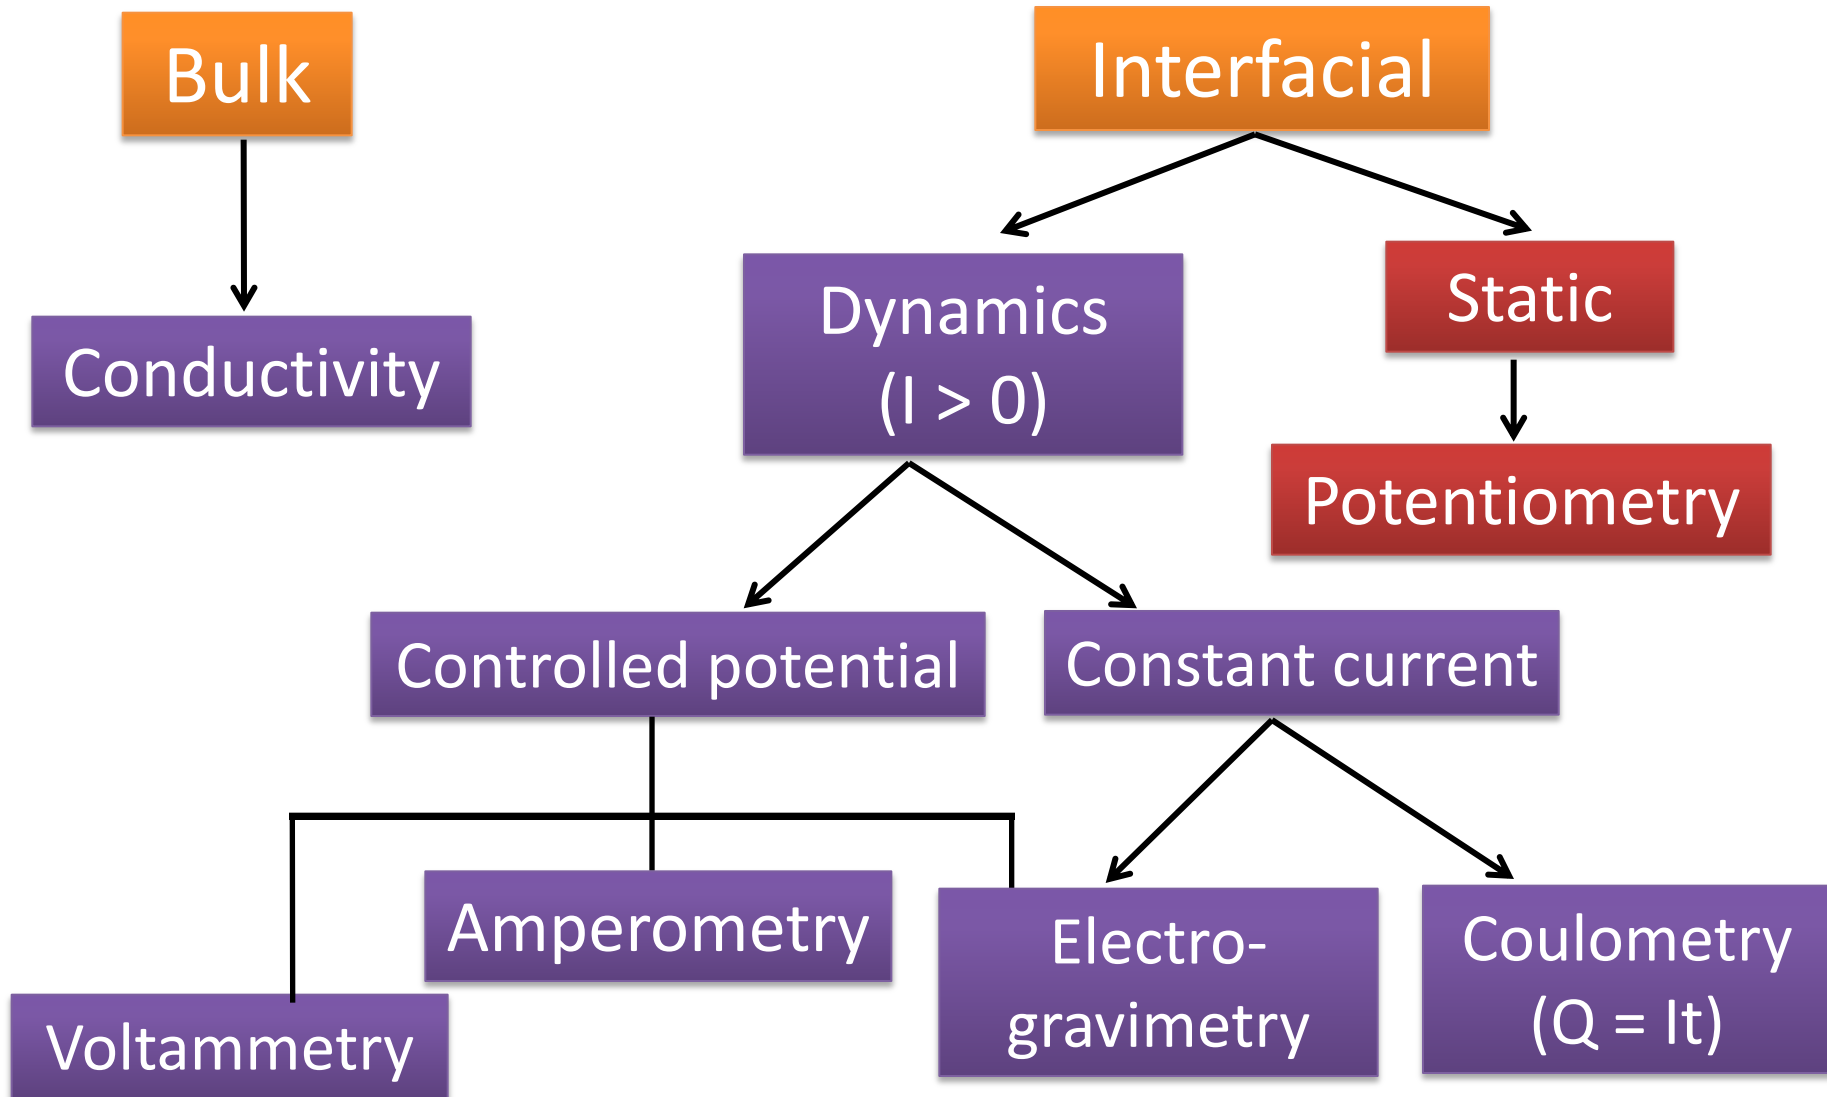 Bulk
Interfacial
Conductivity
Dynamics
(I > 0)
Static
Potentiometry
Controlled potential
Constant current
Voltammetry
Amperometry
Electro-
gravimetry
Coulometry
(Q = It)